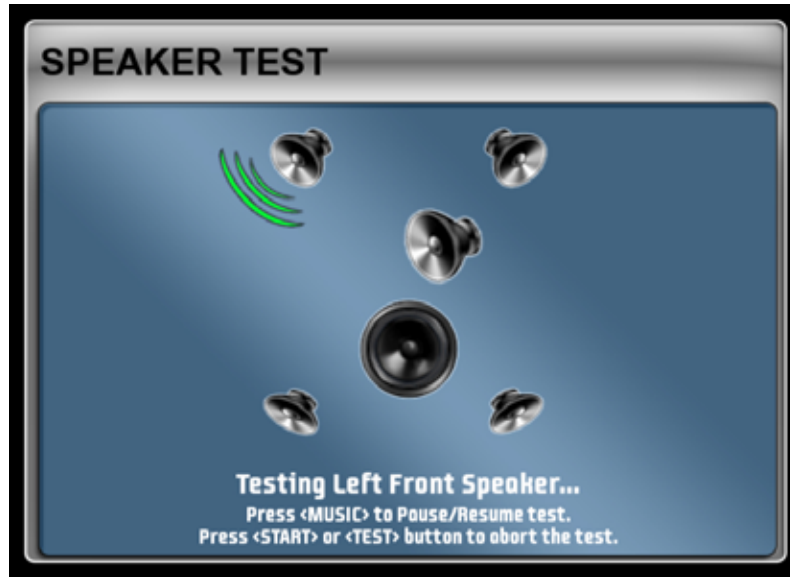 SPEAKER TEST
Testing Left Front Speaker...
Press <MUSIC> to Pause/Resume test.
Press <START> or <TEST> button to abort the test.